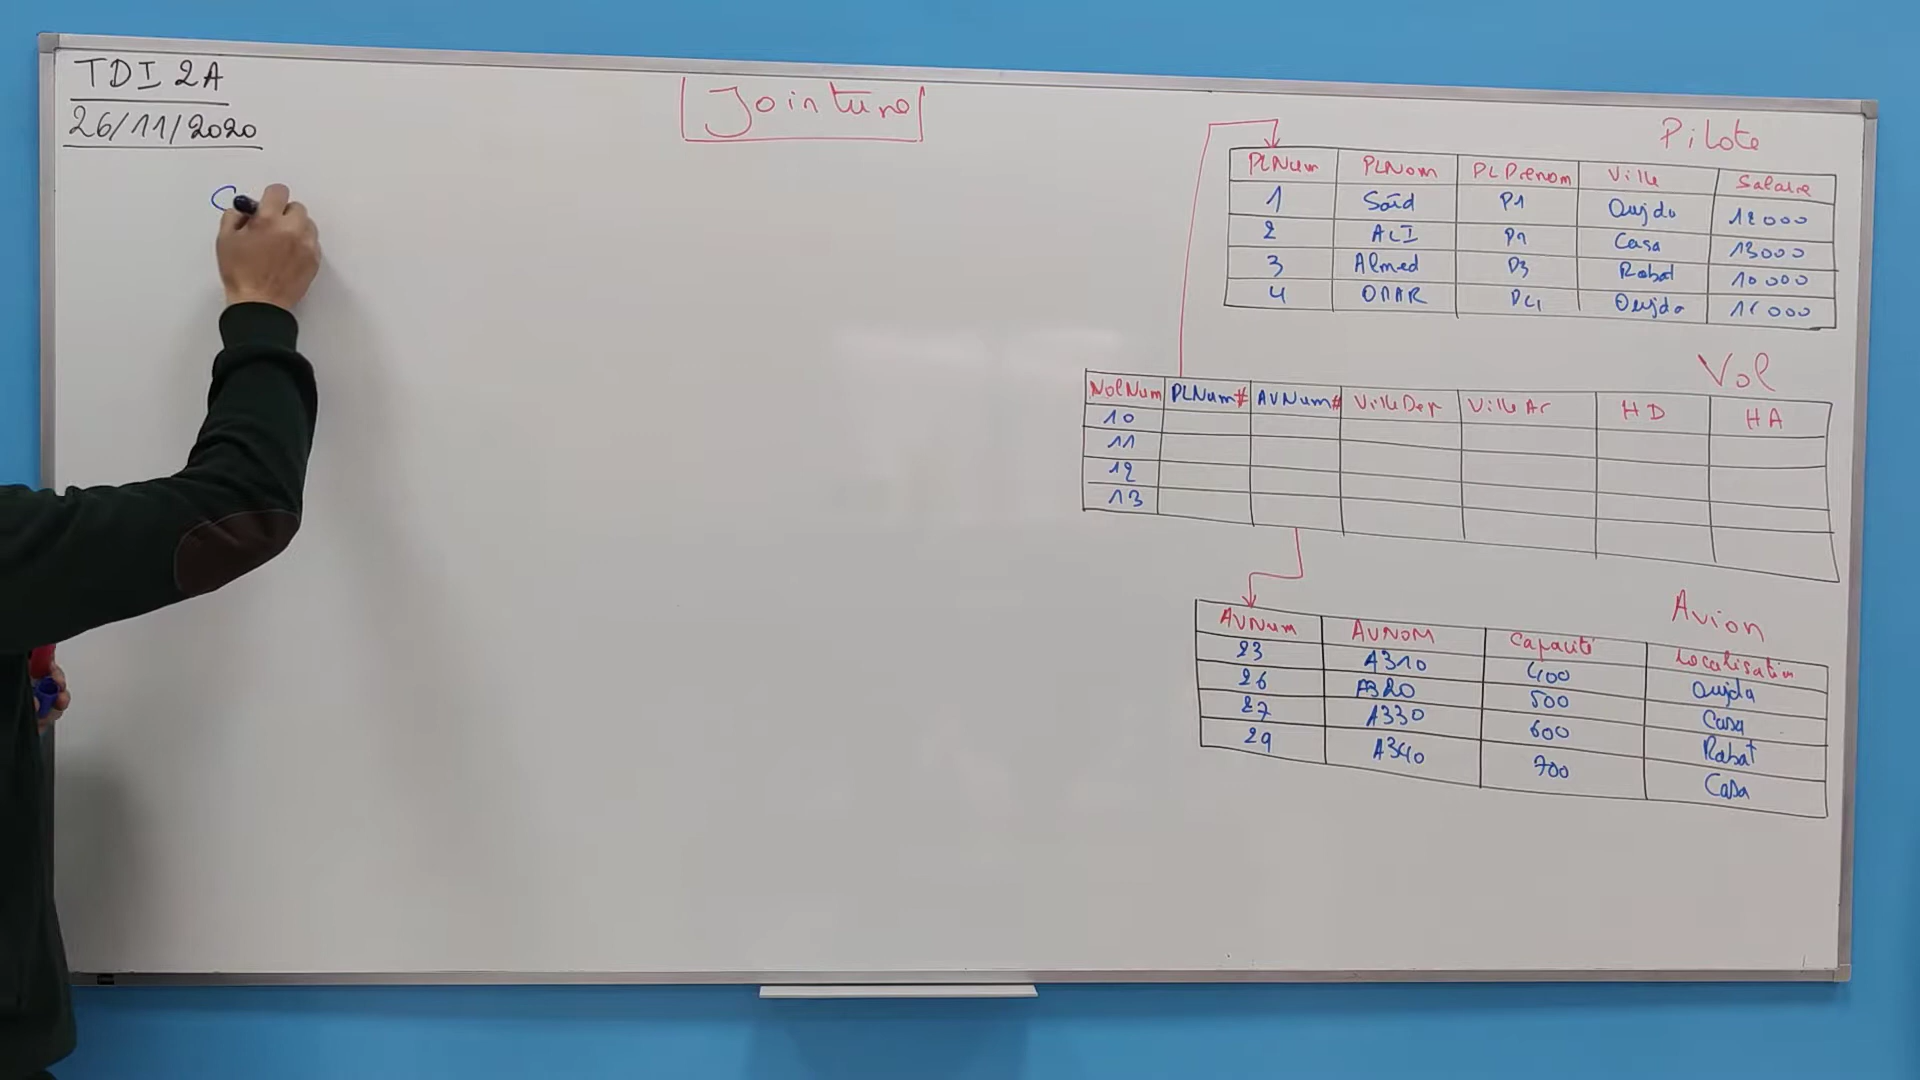 TDI 2A
26/11/2020
Jointure
Pilote
PLNum PLNom PLPrenom Ville Salaire
1 Saïd P1 Oujda 12000
2 ALI P2 Casa 13000
3 Ahmed P3 Rabat 10000
4 OMAR P4 Oujda
Vol
VolNum PLNum# AVNum# VilleDep VilleAr HD HA
10
11
12
13
Avion
AVNum AVNOM Capacité Localisation
23 A310 400 Oujda
26 A320 500 Casa
27 A330 600 Rabat
29 A340 700 Casa